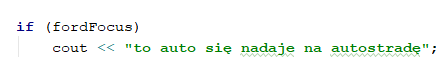 if (fordFocus)
    cout << "to auto się nadaje na autostradę";